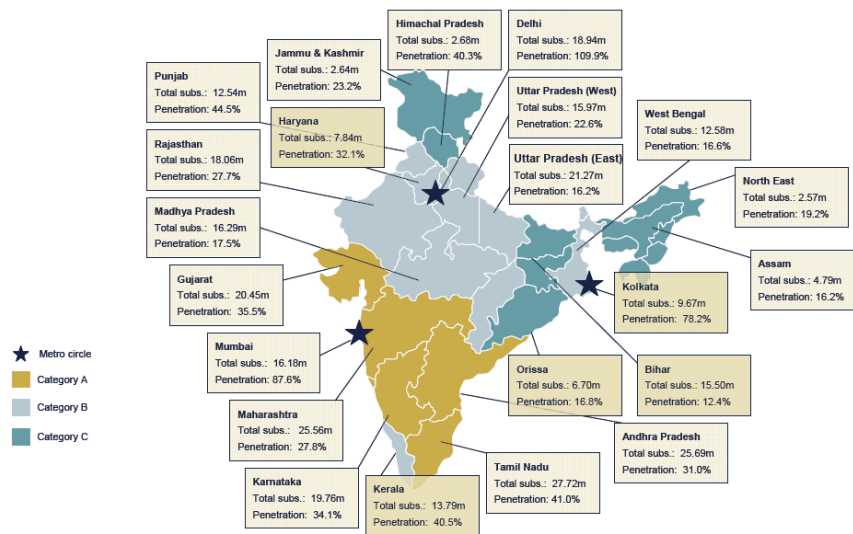 Himachal Pradesh
Total subs.: 2.68m
Penetration: 40.3%
Delhi
Total subs.: 18.94m
Penetration: 109.9%
Jammu & Kashmir
Total subs.: 2.64m
Penetration: 23.2%
Punjab
Total subs.: 12.54m
Penetration: 44.5%
Uttar Pradesh (West)
Total subs.: 15.97m
Penetration: 22.6%
West Bengal
Total subs.: 12.58m
Penetration: 16.6%
Haryana
Total subs.: 7.84m
Penetration: 32.1%
Rajasthan
Total subs.: 18.06m
Penetration: 27.7%
Uttar Pradesh (East)
Total subs.: 21.27m
Penetration: 16.2%
North East
Total subs.: 2.57m
Penetration: 19.2%
Madhya Pradesh
Total subs.: 16.29m
Penetration: 17.5%
Assam
Total subs.: 4.79m
Penetration: 16.2%
Gujarat
Total subs.: 20.45m
Penetration: 35.5%
Kolkata
Total subs.: 9.67m
Penetration: 78.2%
Mumbai
Total subs.: 16.18m
Penetration: 87.6%
Orissa
Total subs.: 6.70m
Penetration: 16.8%
Bihar
Total subs.: 15.50m
Penetration: 12.4%
Maharashtra
Total subs.: 25.56m
Penetration: 27.8%
Andhra Pradesh
Total subs.: 25.69m
Penetration: 31.0%
Karnataka
Total subs.: 19.76m
Penetration: 34.1%
Kerala
Total subs.: 13.79m
Penetration: 40.5%
Tamil Nadu
Total subs.: 27.72m
Penetration: 41.0%
Metro circle
Category A
Category B
Category C